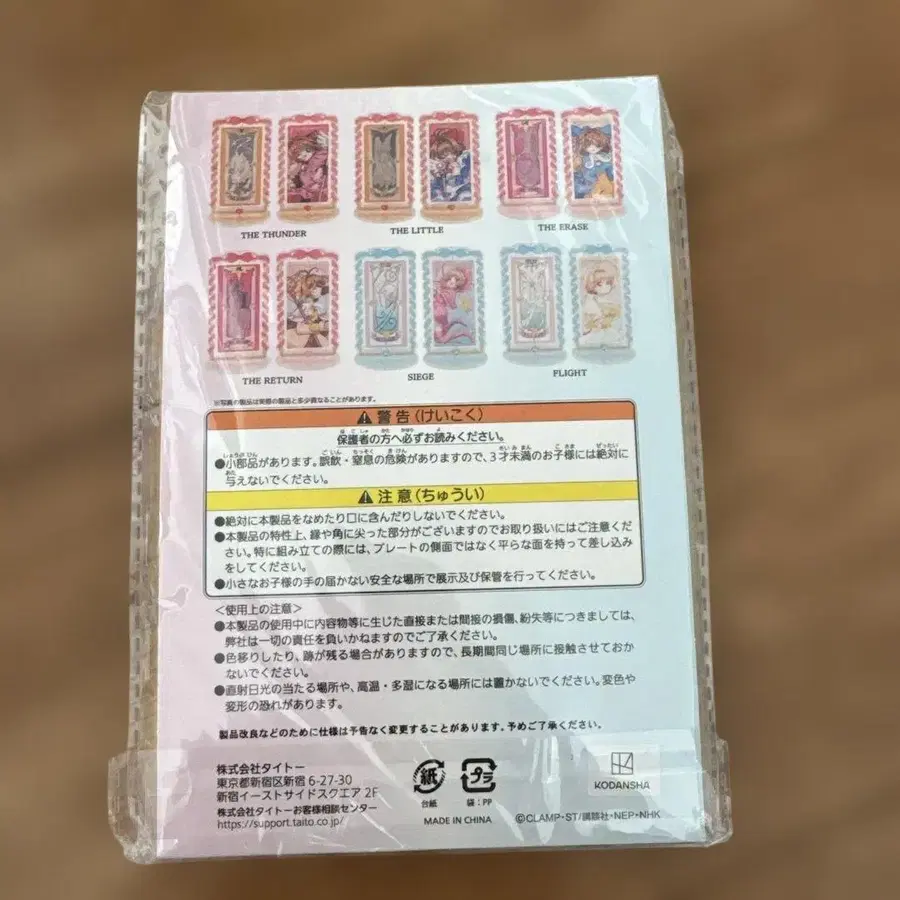 THE THUNDER
THE LITTLE
THE ERASE
THE RETURN
SIEGE
FLIGHT
※写真の製品は実際の製品と多少異なることがあります。
警告(けいこく)
保護者の方へ必ずお読みください。
●小部品があります。誤飲・窒息の危険がありますので、3才未満のお子様には絶対に
与えないでください。
注意(ちゅうい)
●絶対に本製品をなめたり口に含んだりしないでください。
●本製品の特性上、縁や角に尖った部分がございますのでお取り扱いにはご注意くだ
さい。特に組み立ての際には、プレートの側面ではなく平らな面を持って差し込み
をしてください。
●小さなお子様の手の届かない安全な場所で展示及び保管を行ってください。
<使用上の注意>
●本製品の使用中に内容物等に生じた直接または間接の損傷、紛失等につきましては、
弊社は一切の責任を負いかねますのでご了承ください。
●色移りしたり、跡が残る場合がありますので、長期間同じ場所に接触させておか
ないでください。
●直射日光の当たる場所や、高温・多湿になる場所には置かないでください。変色や
変形の恐れがあります。
製品改良などのために仕様は予告なく変更することがあります。予めご了承ください。
株式会社タイトー
東京都新宿区新宿 6-27-30
新宿イーストサイドスクエア 2F
株式会社タイトーお客様相談センター
https://support.taito.co.jp/
紙
台紙
プラ
袋:PP
MADE IN CHINA
KODANSHA
©CLAMP・ST/講談社・NEP・NHK